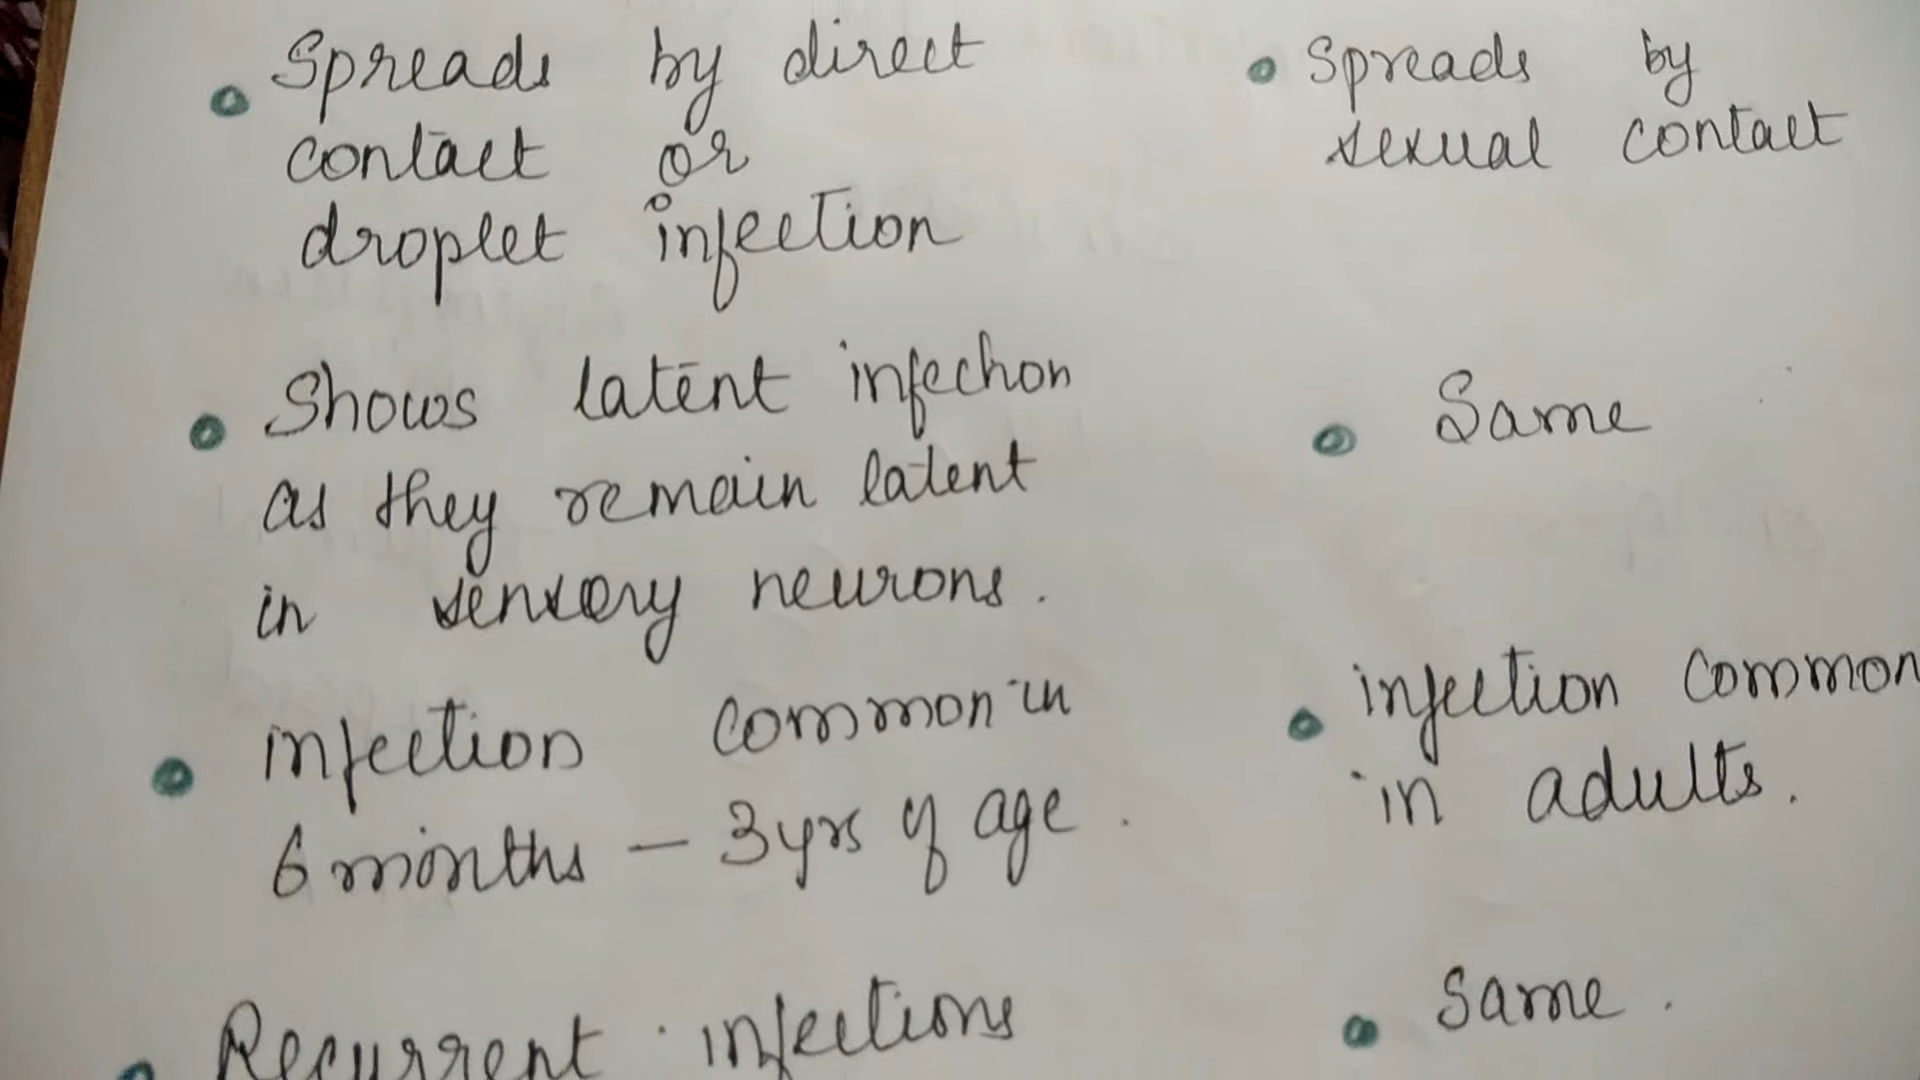 Spreads by direct
contact or
droplet infection
Shows latent infection
as they remain latent
in sensory neurons.
infection common in
6 months – 3yrs of age.
Recurrent infections
Spreads by
sexual contact
Same
infection common
in adults.
Same.